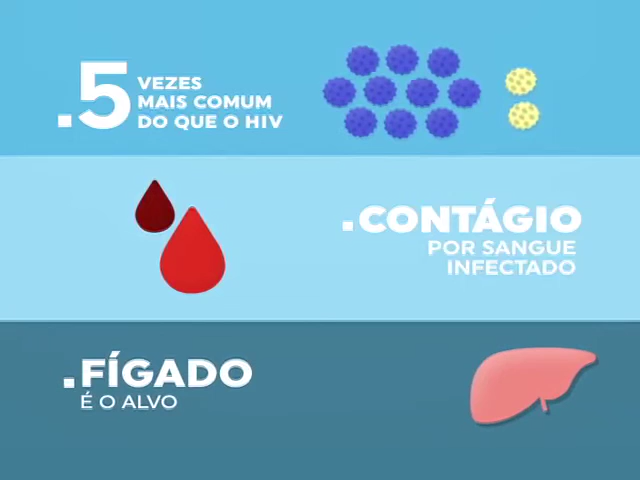 .5 VEZES
MAIS COMUM
DO QUE O HIV
.CONTÁGIO
POR SANGUE
INFECTADO
.FÍGADO
É O ALVO